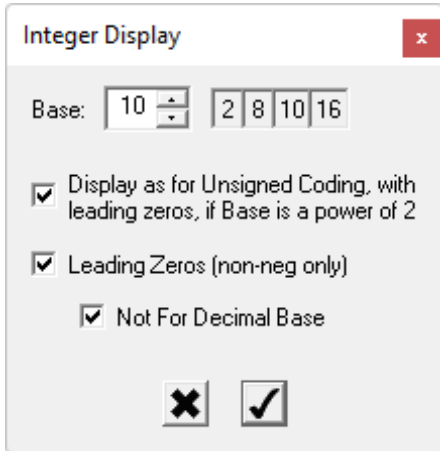 Integer Display
x
Base: 10 2 8 10 16
Display as for Unsigned Coding, with
leading zeros, if Base is a power of 2
Leading Zeros (non-neg only)
Not For Decimal Base